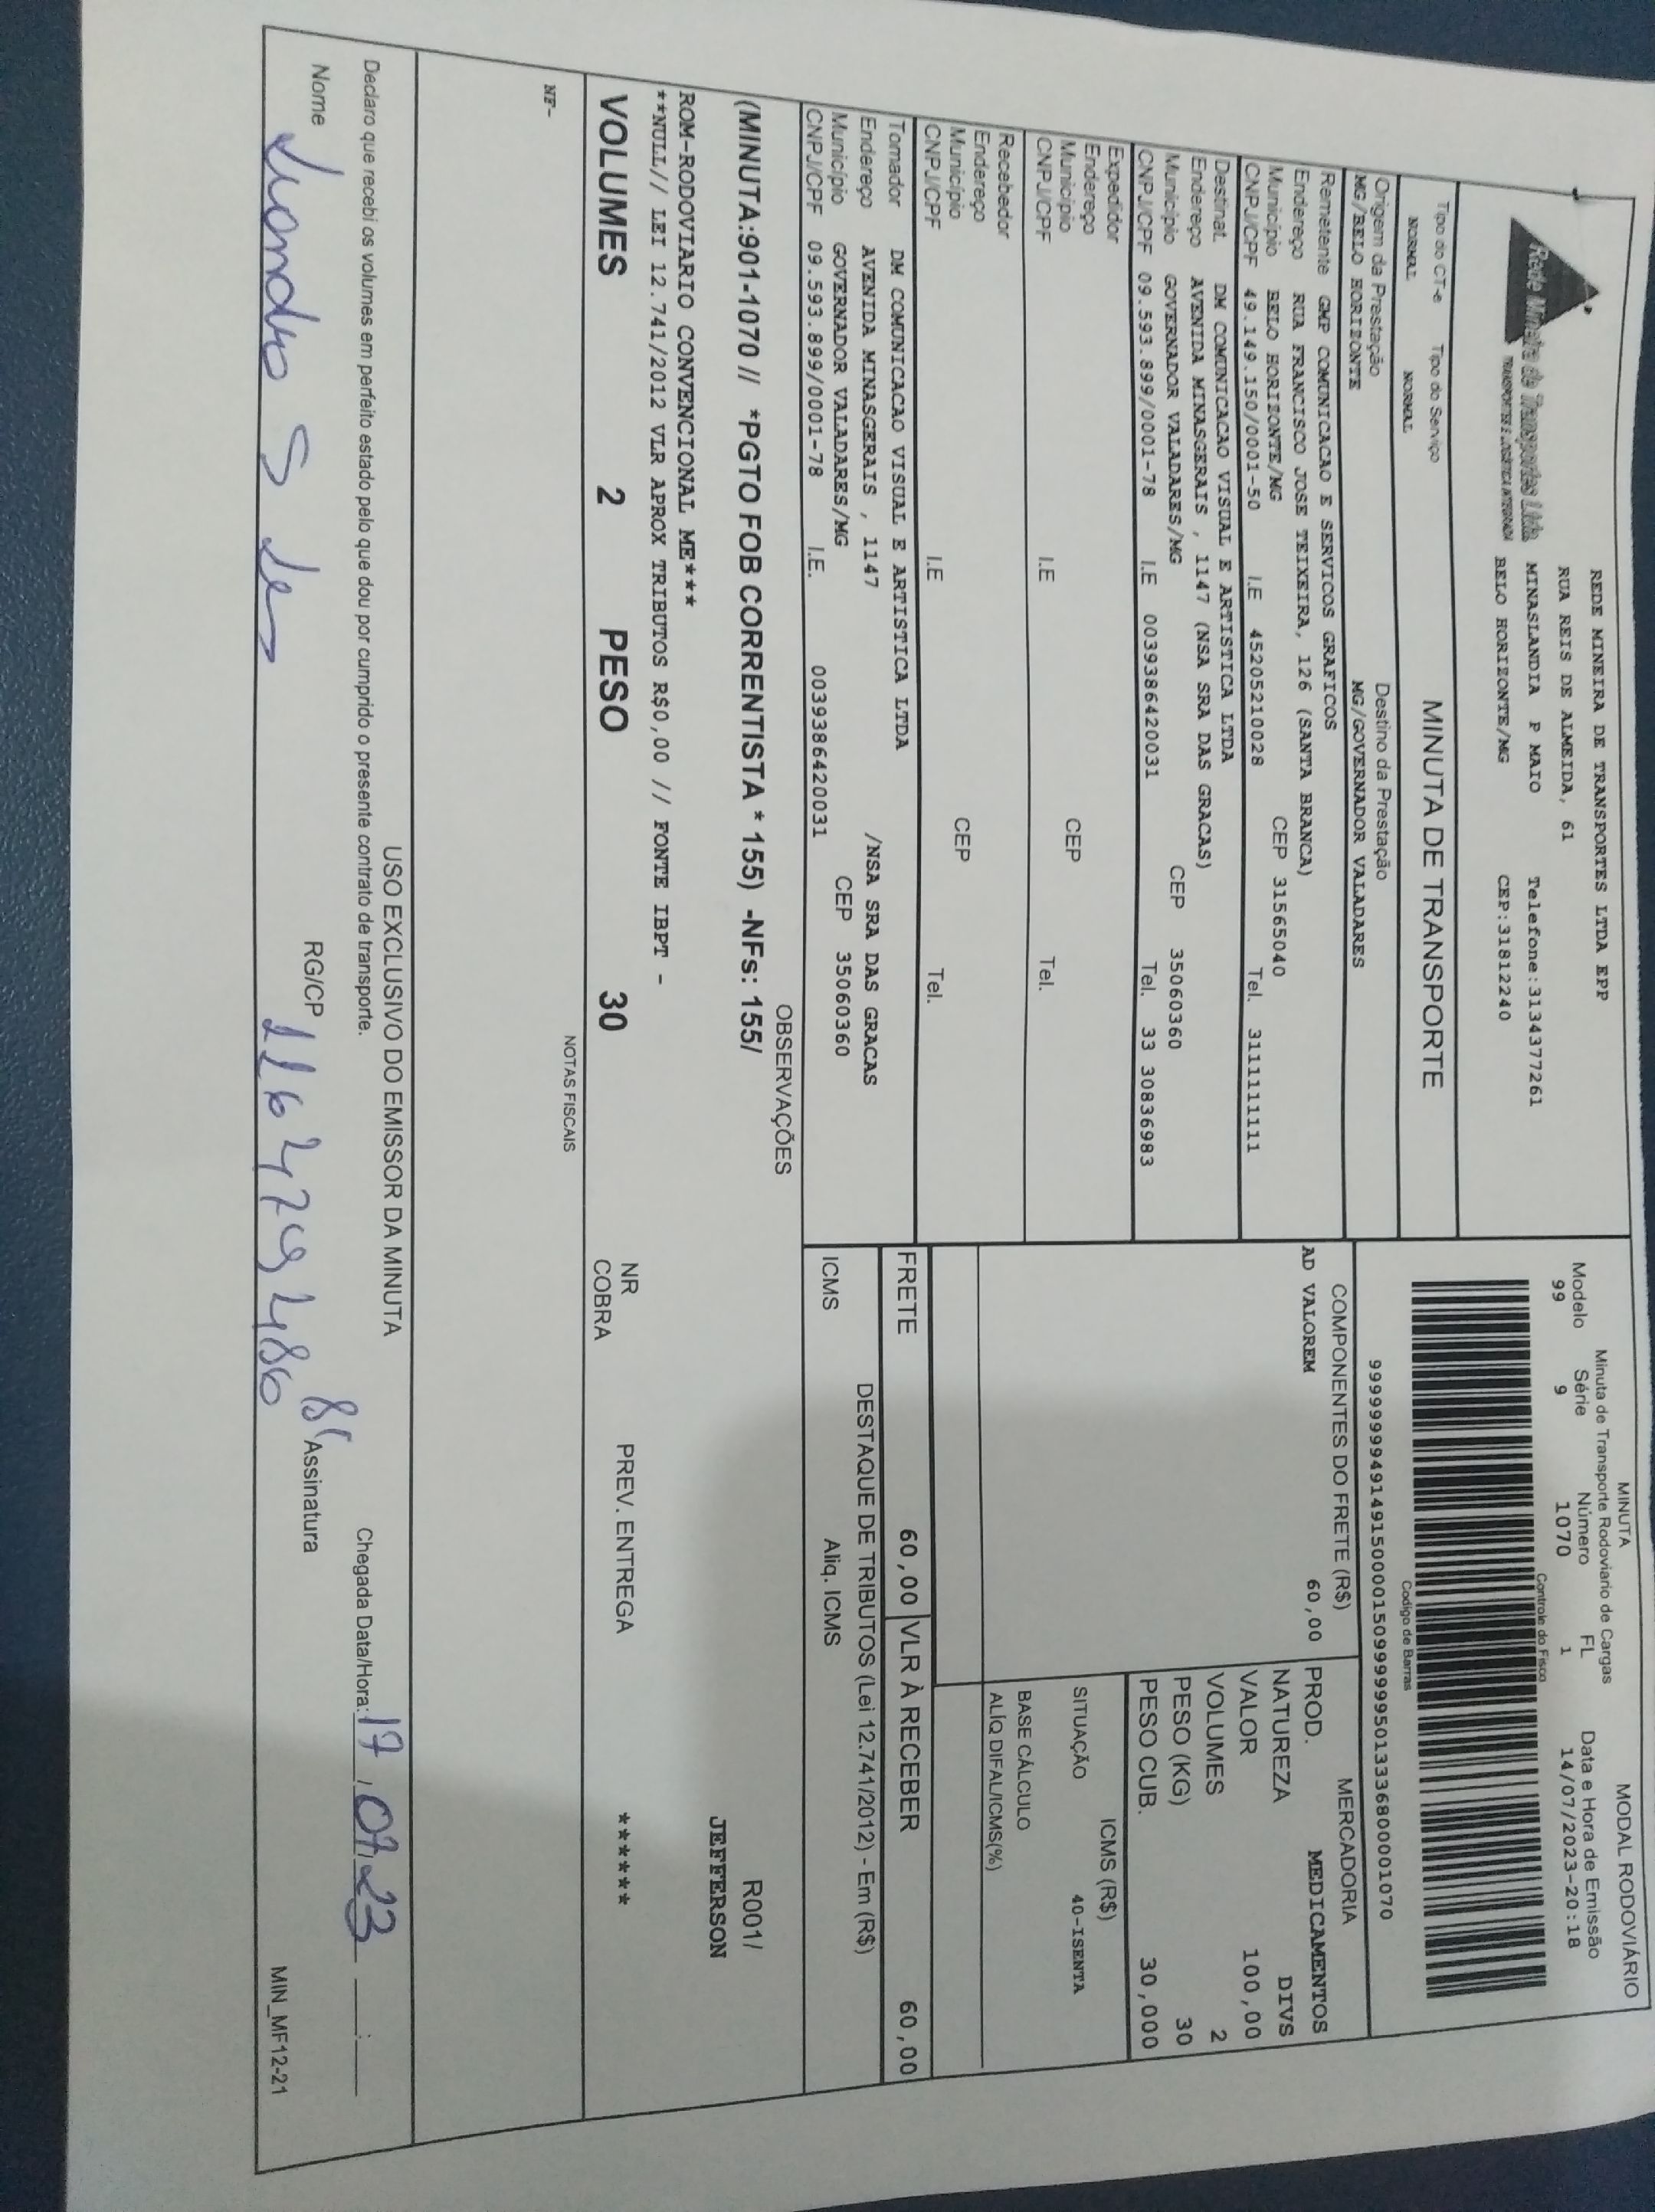 Rede Mineira de Transportes Ltda.
REDE MINEIRA DE TRANSPORTES LTDA EPP
RUA REIS DE ALMEIDA, 61
MINASLANDIA P MAIO Telefone:3134377261
BELO HORIZONTE/MG CEP:31812240
MINUTA MODAL RODOVIÁRIO
Minuta de Transporte Rodoviario de Cargas
Modelo Série Número FL Data e Hora de Emissão
99 9 1070 1 14/07/2023-20:18
Controle do Fisco
Codigo de Barras
Tipo do CT-e Tipo do Serviço
NORMAL NORMAL
MINUTA DE TRANSPORTE
Origem da Prestação Destino da Prestação
MG/BELO HORIZONTE MG/GOVERNADOR VALADARES
Remetente GMP COMUNICACAO E SERVICOS GRAFICOS
Endereço RUA FRANCISCO JOSE TEIXEIRA, 126 (SANTA BRANCA)
Município BELO HORIZONTE/MG CEP 31565040
CNPJ/CPF 49.149.150/0001-50 I.E 4520521​0028 Tel. 3111111111
Destinat. DM COMUNICACAO VISUAL E ARTISTICA LTDA
Endereço AVENIDA MINASGERAIS , 1147 (NSA SRA DAS GRACAS)
Município GOVERNADOR VALADARES/MG CEP 35060360
CNPJ/CPF 09.593.899/0001-78 I.E 0039386420031 Tel. 33 30836983
Expedidor
Endereço
Município CEP
CNPJ/CPF I.E Tel.
Recebedor
Endereço
Município CEP
CNPJ/CPF I.E Tel.
Tomador DM COMUNICACAO VISUAL E ARTISTICA LTDA
Endereço AVENIDA MINASGERAIS , 1147 /NSA SRA DAS GRACAS
Município GOVERNADOR VALADARES/MG CEP 35060360
CNPJ/CPF 09.593.899/0001-78 I.E. 0039386420031
COMPONENTES DO FRETE (R$)
AD VALOREM 60,00
MERCADORIA
PROD. MEDICAMENTOS
NATUREZA DIVS
VALOR 100,00
VOLUMES 2
PESO (KG) 30
PESO CUB. 30,000
ICMS (R$)
SITUAÇÃO 40-ISENTA
BASE CÁLCULO
ALÍQ DIFAL/ICMS(%)
FRETE 60,00 VLR À RECEBER 60,00
DESTAQUE DE TRIBUTOS (Lei 12.741/2012) - Em (R$)
ICMS Aliq. ICMS
OBSERVAÇÕES
(MINUTA:901-1070 // *PGTO FOB CORRENTISTA * 155) -NFs: 155/ R001/
JEFFERSON
ROM-RODOVIARIO CONVENCIONAL ME***
**NULL// LEI 12.741/2012 VLR APROX TRIBUTOS R$0,00 // FONTE IBPT -
VOLUMES 2 PESO 30
NR
COBRA PREV. ENTREGA *******
NOTAS FISCAIS
NF-
USO EXCLUSIVO DO EMISSOR DA MINUTA
Declaro que recebi os volumes em perfeito estado pelo que dou por cumprido o presente contrato de transporte. Chegada Data/Hora: 17/07/23
Nome RG/CP Assinatura
MIN_MF12-21